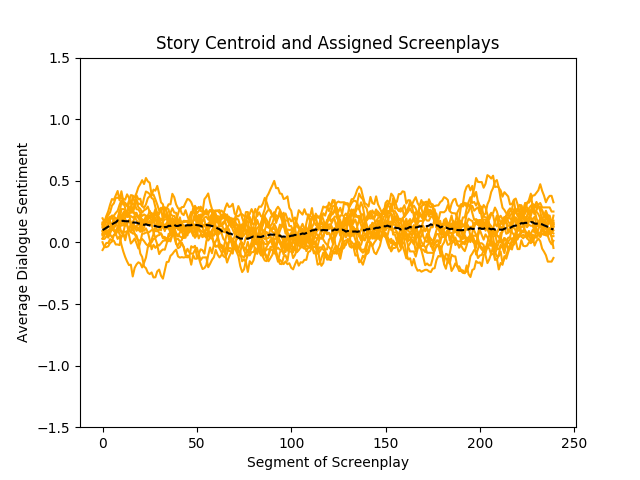 Story Centroid and Assigned Screenplays
1.5
1.0
0.5
0.0
−0.5
−1.0
−1.5
Average Dialogue Sentiment
0 50 100 150 200 250
Segment of Screenplay